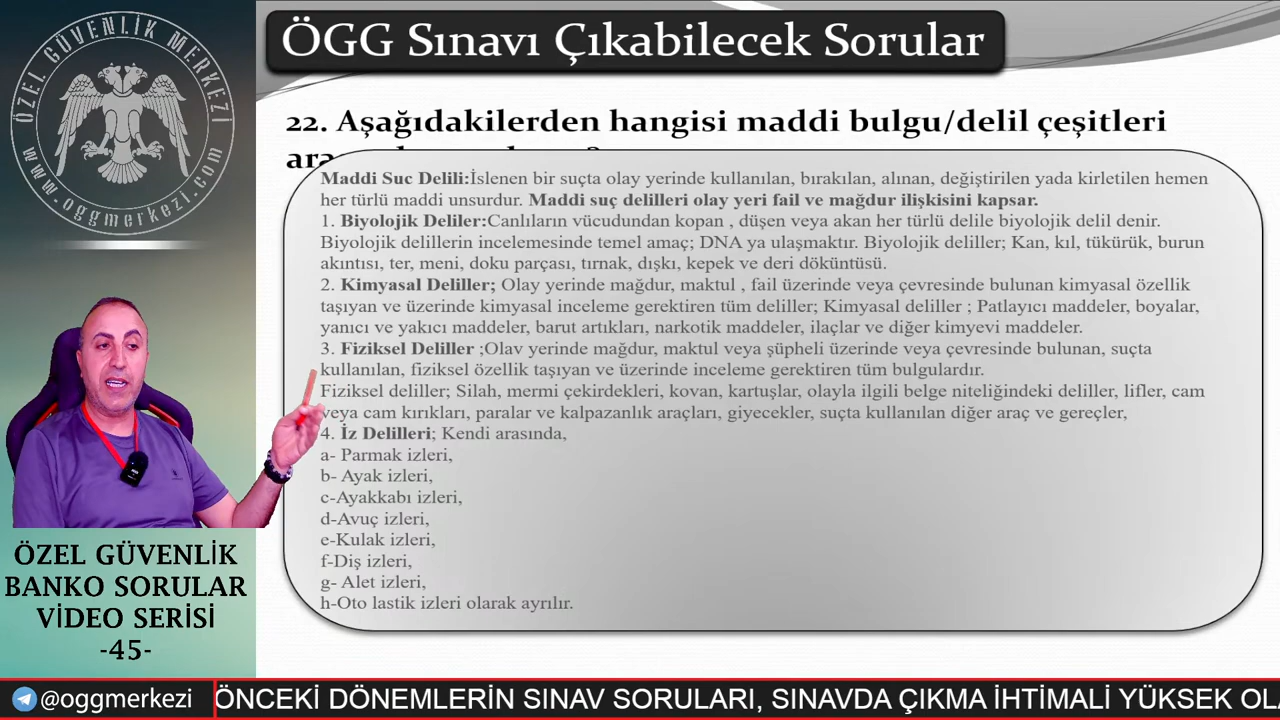 ÖZEL GÜVENLİK MERKEZİ
www.oggmerkezi.com
ÖGG Sınavı Çıkabilecek Sorular
22. Aşağıdakilerden hangisi maddi bulgu/delil çeşitleri
Maddi Suc Delili:İslenen bir suçta olay yerinde kullanılan, bırakılan, alınan, değiştirilen yada kirletilen hemen
her türlü maddi unsurdur. Maddi suç delilleri olay yeri fail ve mağdur ilişkisini kapsar.
1. Biyolojik Deliler:Canlıların vücudundan kopan , düşen veya akan her türlü delile biyolojik delil denir.
Biyolojik delillerin incelemesinde temel amaç; DNA ya ulaşmaktır. Biyolojik deliller; Kan, kıl, tükürük, burun
akıntısı, ter, meni, doku parçası, tırnak, dışkı, kepek ve deri döküntüsü.
2. Kimyasal Deliller; Olay yerinde mağdur, maktul , fail üzerinde veya çevresinde bulunan kimyasal özellik
taşıyan ve üzerinde kimyasal inceleme gerektiren tüm deliller; Kimyasal deliller ; Patlayıcı maddeler, boyalar,
yanıcı ve yakıcı maddeler, barut artıkları, narkotik maddeler, ilaçlar ve diğer kimyevi maddeler.
3. Fiziksel Deliller ;Olav yerinde mağdur, maktul veya şüpheli üzerinde veya çevresinde bulunan, suçta
kullanılan, fiziksel özellik taşıyan ve üzerinde inceleme gerektiren tüm bulgulardır.
Fiziksel deliller; Silah, mermi çekirdekleri, kovan, kartuşlar, olayla ilgili belge niteliğindeki deliller, lifler, cam
veya cam kırıkları, paralar ve kalpazanlık araçları, giyecekler, suçta kullanılan diğer araç ve gereçler,
4. İz Delilleri; Kendi arasında,
a- Parmak izleri,
b- Ayak izleri,
c-Ayakkabı izleri,
d-Avuç izleri,
e-Kulak izleri,
f-Diş izleri,
g- Alet izleri,
h-Oto lastik izleri olarak ayrılır.
ÖZEL GÜVENLİK
BANKO SORULAR
VİDEO SERİSİ
-45-
@oggmerkezi
ÖNCEKİ DÖNEMLERİN SINAV SORULARI, SINAVDA ÇIKMA İHTİMALİ YÜKSEK OLA